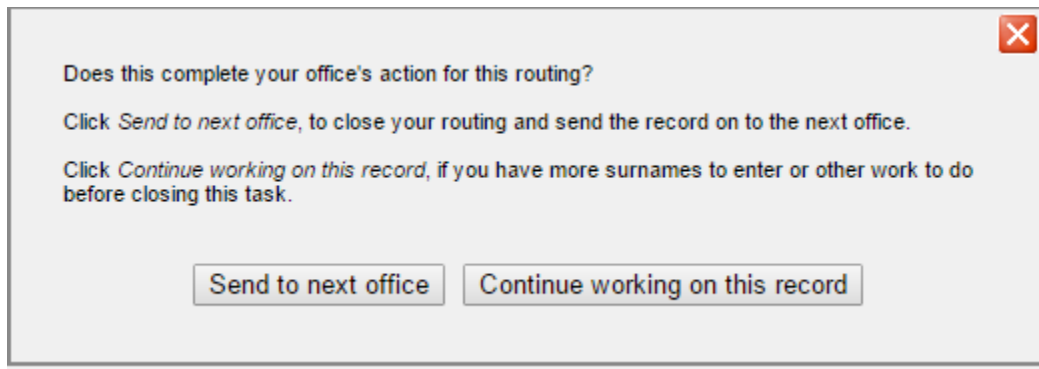 Does this complete your office's action for this routing?
Click Send to next office, to close your routing and send the record on to the next office.
Click Continue working on this record, if you have more surnames to enter or other work to do
before closing this task.
Send to next office
Continue working on this record